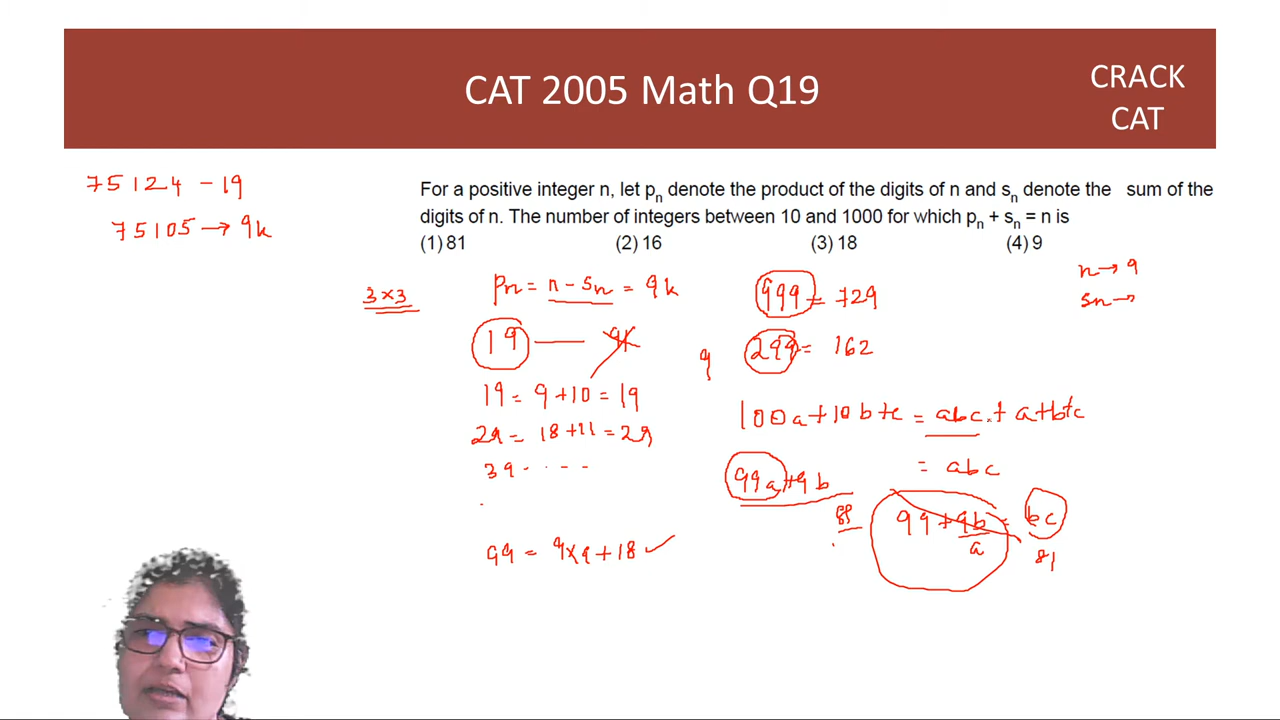 CAT 2005 Math Q19
CRACK
CAT
75124 - 19
75105 → 9k
For a positive integer n, let pn denote the product of the digits of n and sn denote the sum of the
digits of n. The number of integers between 10 and 1000 for which pn + sn = n is
(1) 81 (2) 16 (3) 18 (4) 9
n → 9
sn →
3×3
pn = n - sn = 9k
999 = 729
19 —
299 = 162
9
19 = 9 + 10 = 19
29 = 18 + 11 = 29
100a + 10b + c = abc + a + b + c
39 - - - -
99a + 9b = abc
99 + 9b/a = bc
81
99 = 9×9 + 18 ✓